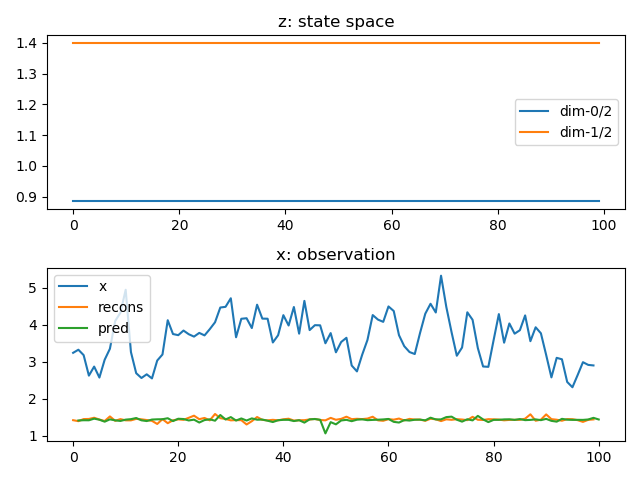 z: state space
1.4
1.3
1.2
1.1
1.0
0.9
dim-0/2
dim-1/2
0 20 40 60 80 100
x: observation
5
4
3
2
1
x
recons
pred
0 20 40 60 80 100